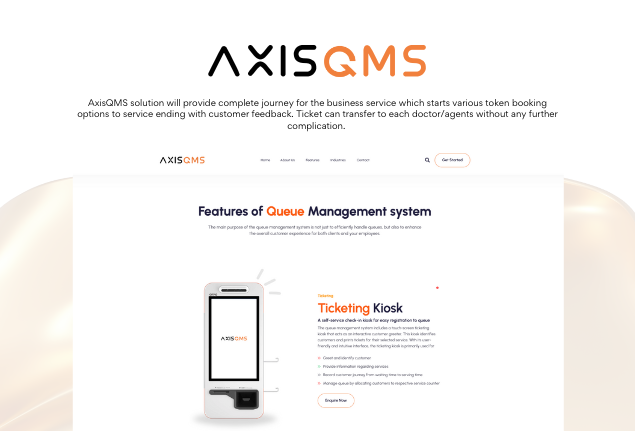 AXISQMS
AxisQMS solution will provide complete journey for the business service which starts various token booking
options to service ending with customer feedback. Ticket can transfer to each doctor/agents without any further
complication.
AXISQMS Home About Us Features Industries Contact Get Started
Features of Queue Management system
The main purpose of the queue management system is not just to efficiently handle queues, but also to enhance
the overall customer experience for both clients and your employees
AXISQMS
Ticketing
Ticketing Kiosk
A self-service check-in kiosk for easy registration to queue
The queue management system includes a touch screen ticketing
kiosk that acts as an interactive customer greeter. This kiosk identifies
customers and prints tickets for their selected service. With a user-
friendly and intuitive interface, the ticketing kiosk is primarily used for
Greet and identify customer
Provide information regarding services
Record customer journey from waiting time to serving time
Manage queue by allocating customers to respective service counter
Enquire Now